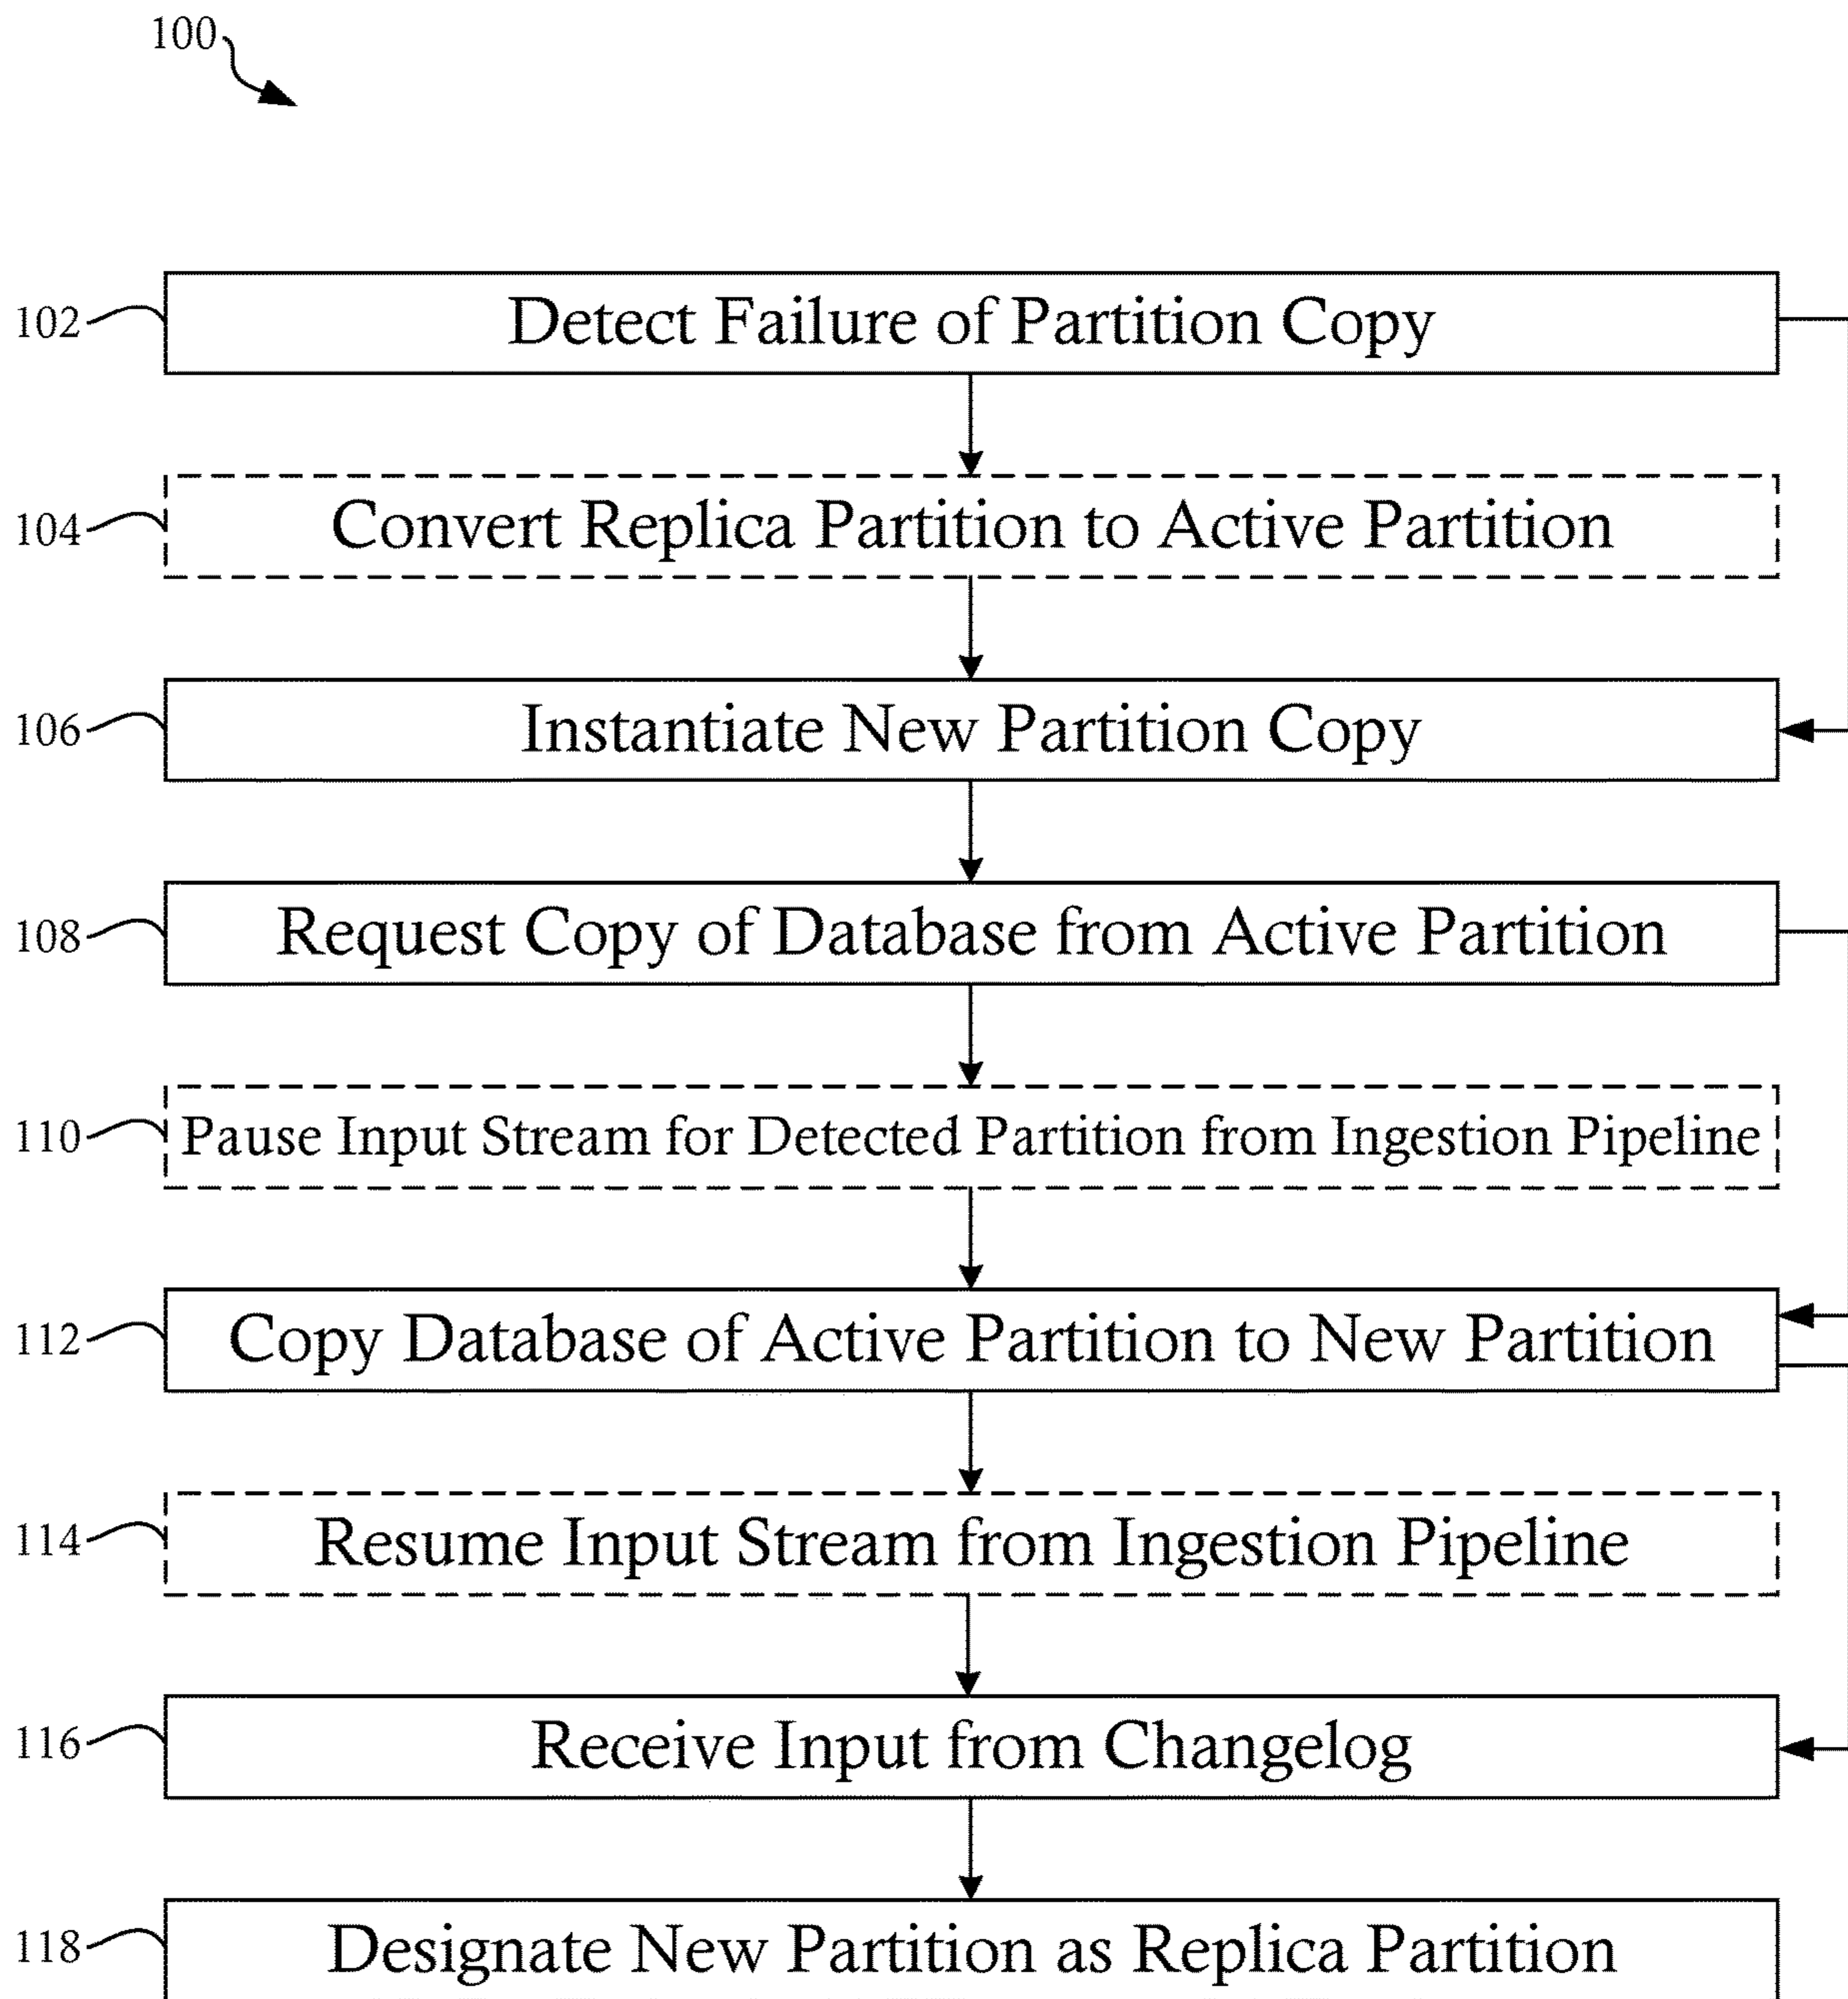 100
102 Detect Failure of Partition Copy
104 Convert Replica Partition to Active Partition
106 Instantiate New Partition Copy
108 Request Copy of Database from Active Partition
110 Pause Input Stream for Detected Partition from Ingestion Pipeline
112 Copy Database of Active Partition to New Partition
114 Resume Input Stream from Ingestion Pipeline
116 Receive Input from Changelog
118 Designate New Partition as Replica Partition